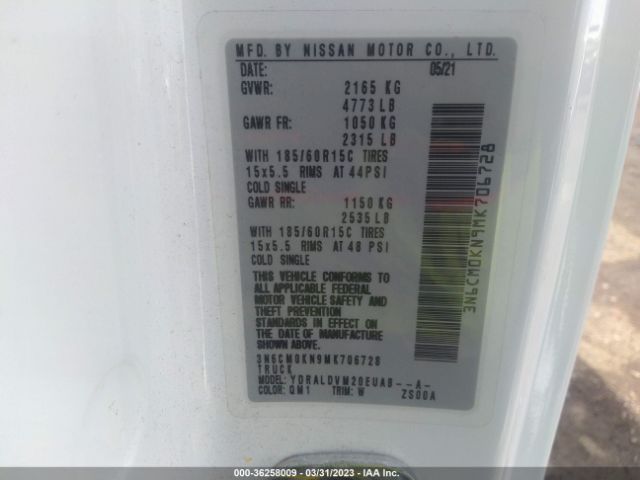 MFD. BY NISSAN MOTOR CO., LTD.
DATE: 05/21
GVWR: 2165 KG
4773 LB
GAWR FR: 1050 KG
2315 LB
WITH 185/60R15C TIRES
15x5.5 RIMS AT 44PSI
COLD SINGLE
GAWR RR: 1150 KG
2535 LB
WITH 185/60R15C TIRES
15x5.5 RIMS AT 48 PSI
COLD SINGLE
THIS VEHICLE CONFORMS TO
ALL APPLICABLE FEDERAL
MOTOR VEHICLE SAFETY AND
THEFT PREVENTION
STANDARDS IN EFFECT ON
THE DATE OF MANUFACTURE
SHOWN ABOVE.
3N6CM0KN9MK706728
TRUCK
MODEL: YDRALDVM20EUAB--A-
COLOR: QM1 TRIM: W ZS00A
3N6CM0KN9MK706728
000-36258009 - 03/31/2023 - IAA Inc.